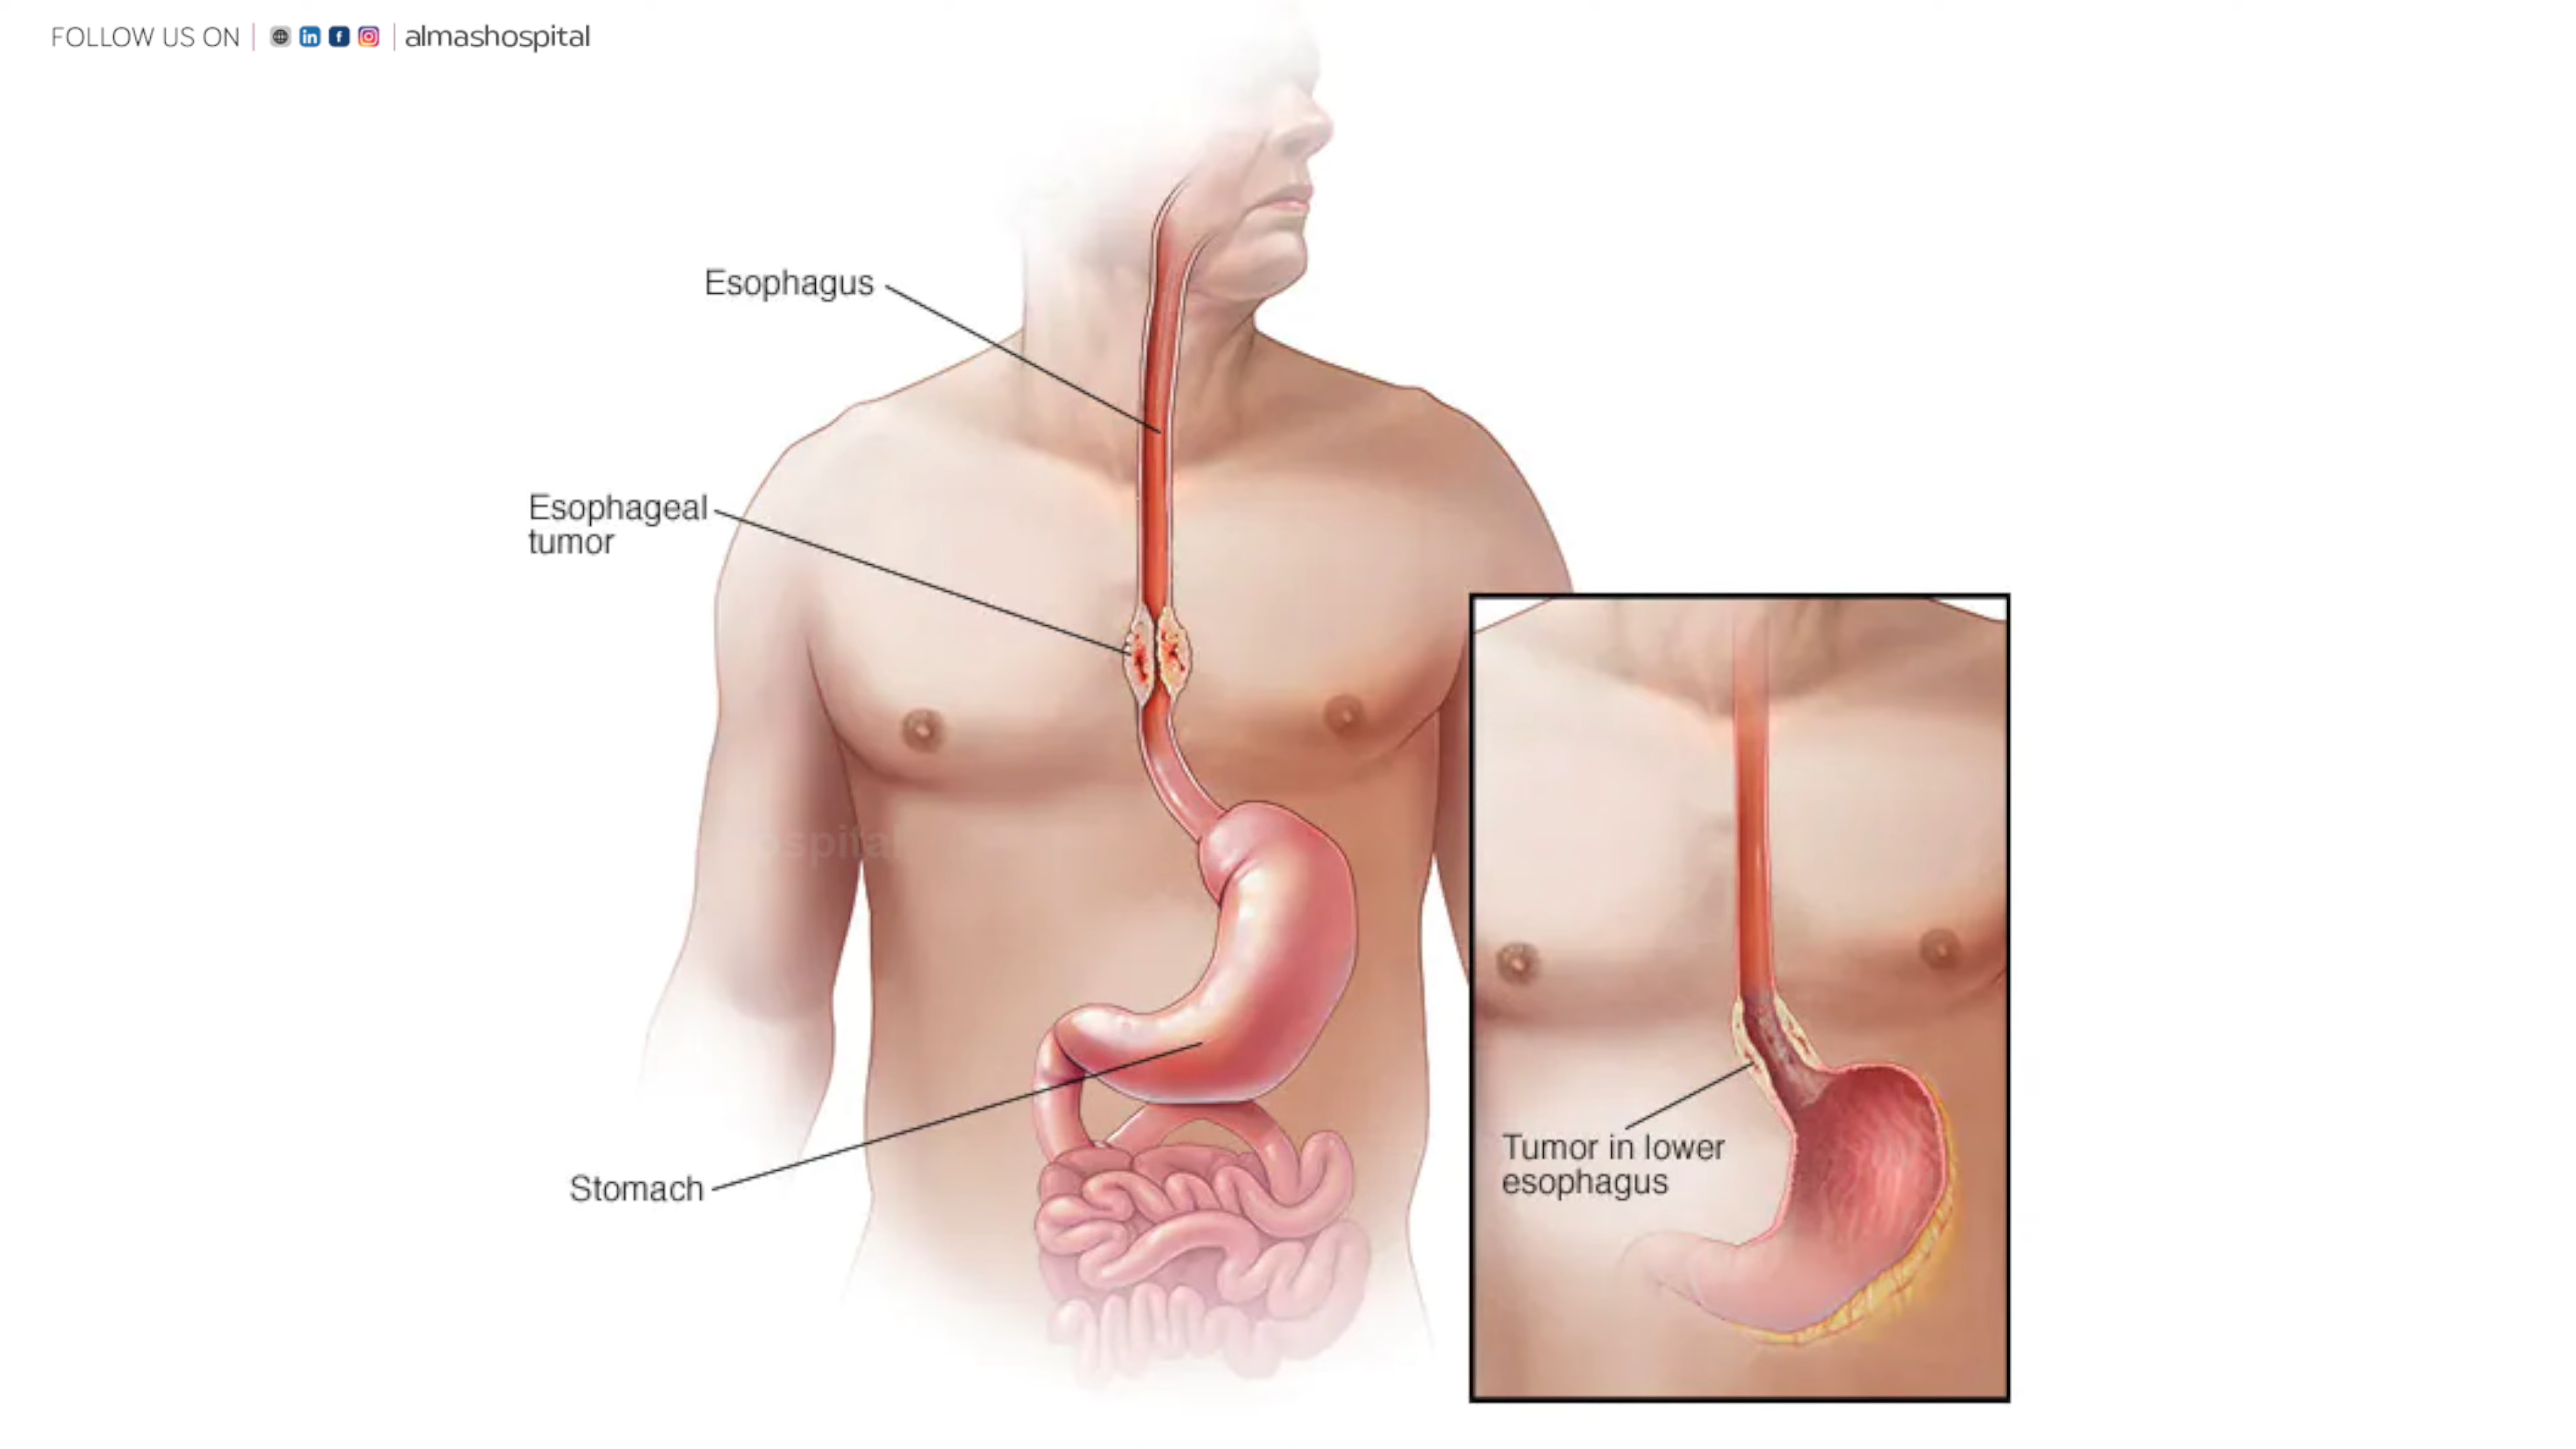 FOLLOW US ON | almashospital
Esophagus
Esophageal
tumor
Stomach
Tumor in lower
esophagus